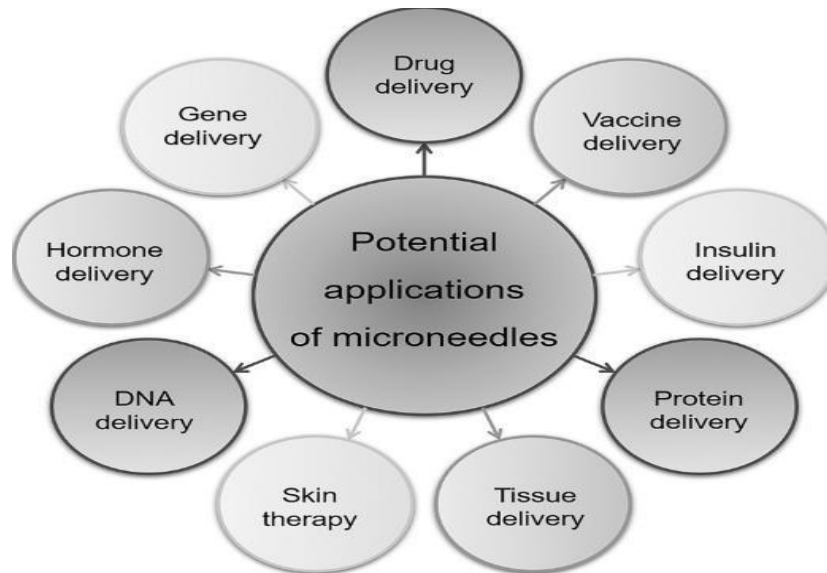 Drug
delivery
Vaccine
delivery
Insulin
delivery
Protein
delivery
Tissue
delivery
Skin
therapy
DNA
delivery
Hormone
delivery
Gene
delivery
Potential
applications
of microneedles